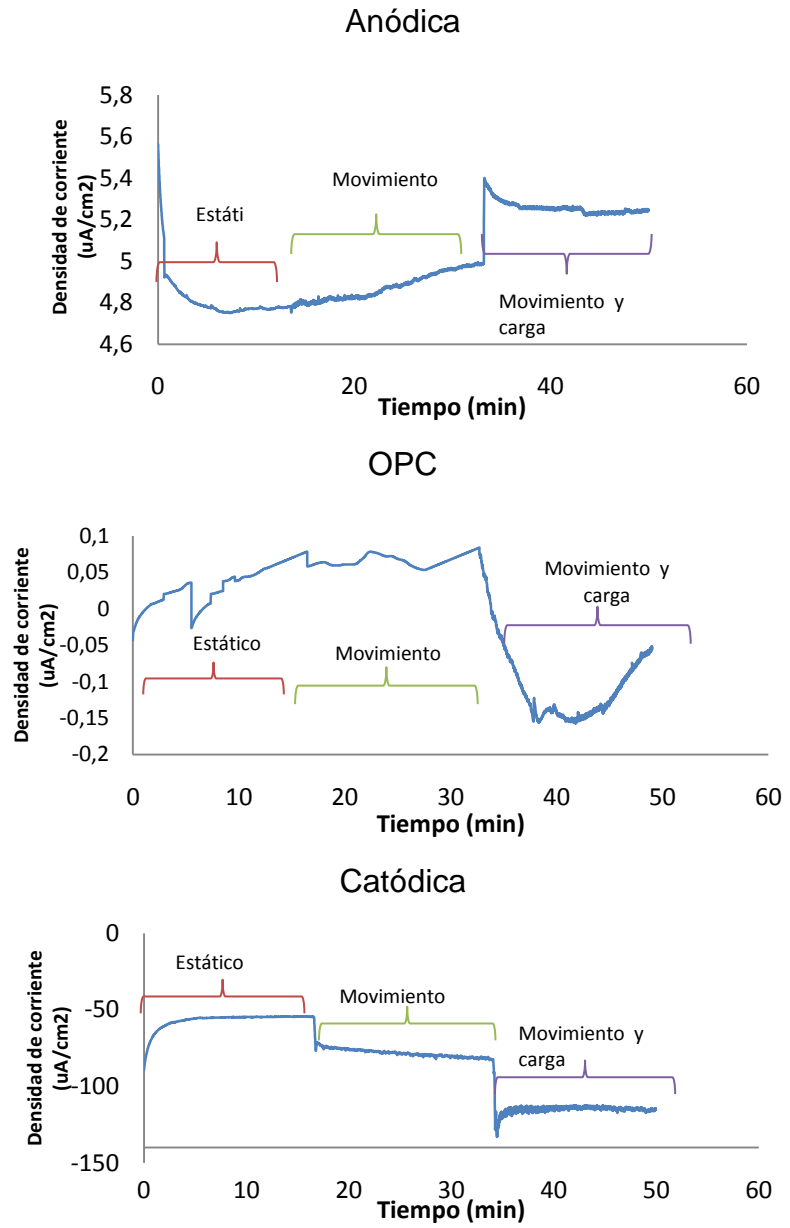 Anódica
Densidad de corriente
(uA/cm2)
5,8
5,6
5,4
5,2
5
4,8
4,6
Estáti
Movimiento
Movimiento y
carga
0
20
40
60
Tiempo (min)
OPC
Densidad de corriente
(uA/cm2)
0,1
0,05
0
-0,05
-0,1
-0,15
-0,2
Estático
Movimiento
Movimiento y
carga
0
10
20
30
40
50
60
Tiempo (min)
Catódica
Densidad de corriente
(uA/cm2)
0
-50
-100
-150
Estático
Movimiento
Movimiento y
carga
0
10
20
30
40
50
60
Tiempo (min)